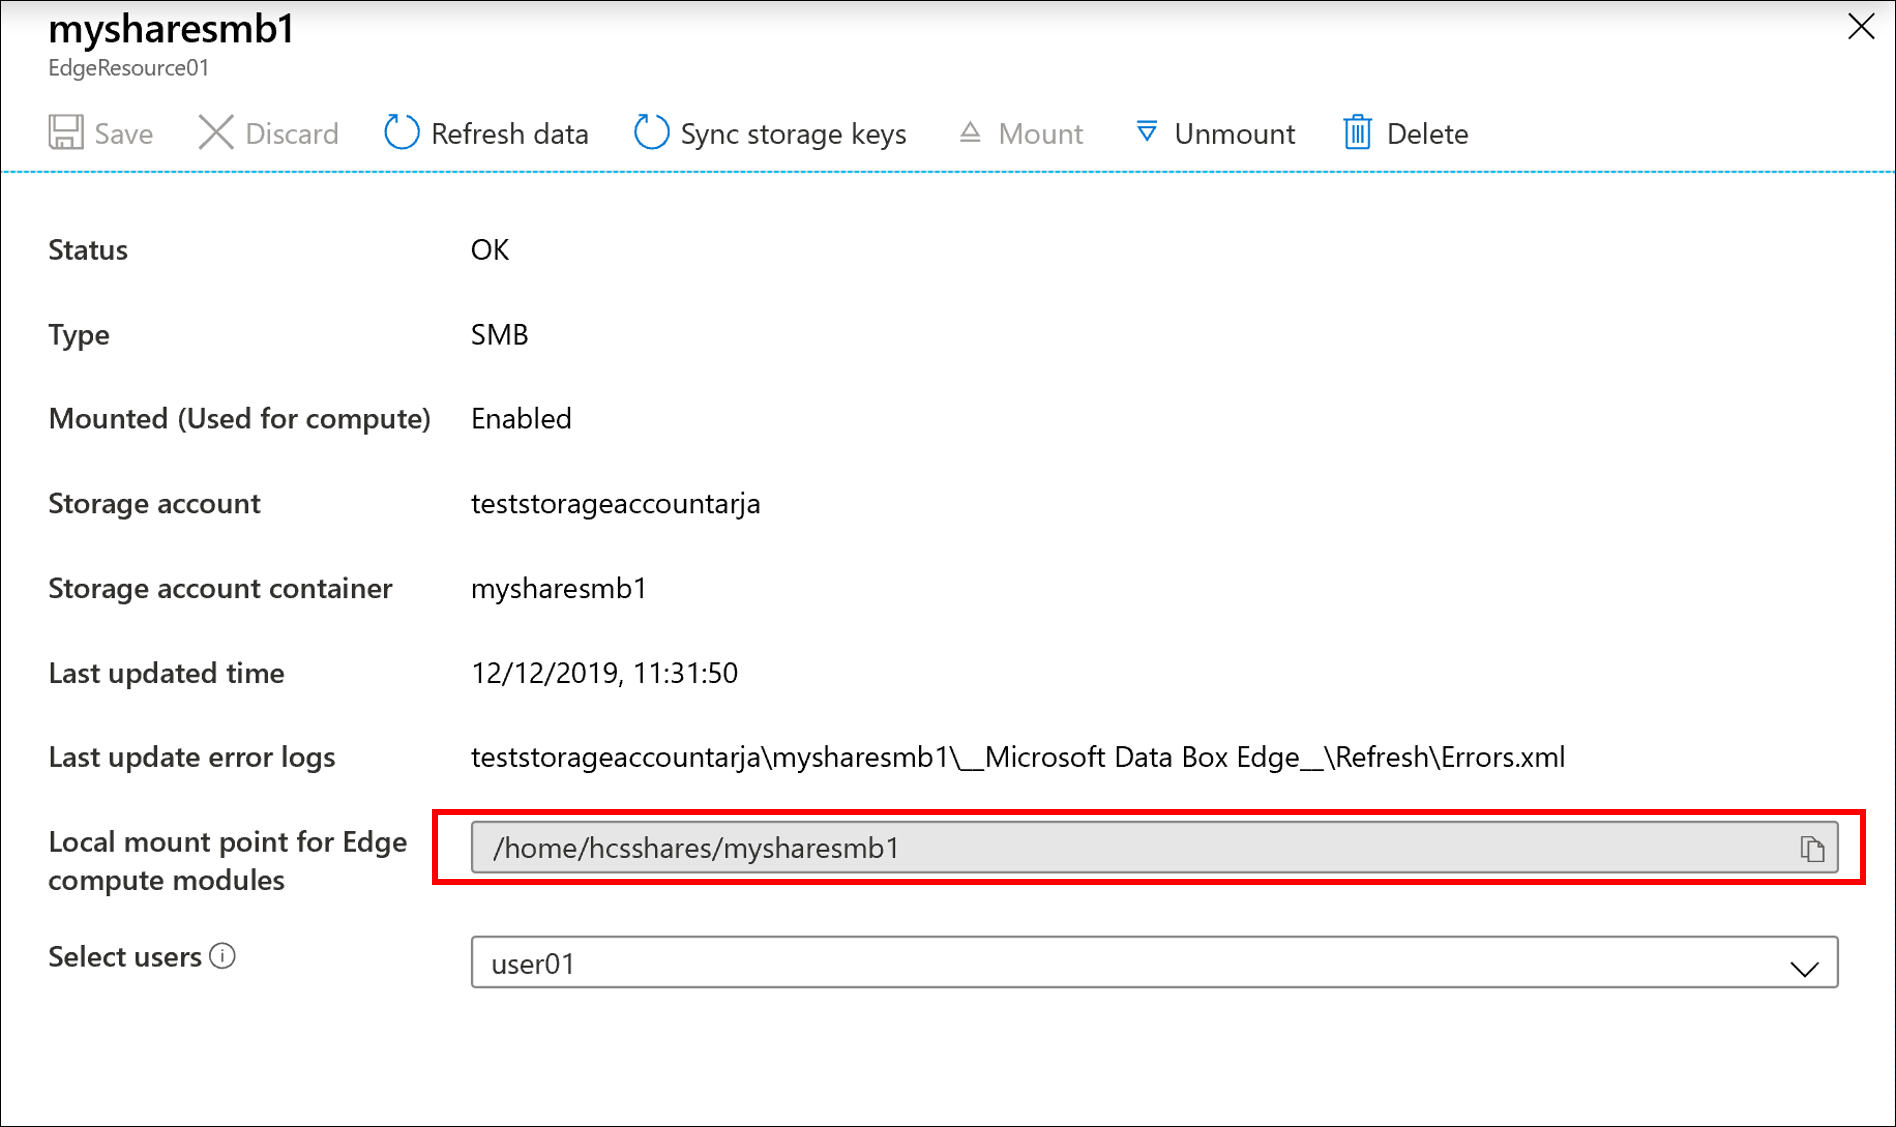 mysharesmb1
EdgeResource01
Save Discard Refresh data Sync storage keys Mount Unmount Delete
Status OK
Type SMB
Mounted (Used for compute) Enabled
Storage account teststorageaccountarja
Storage account container mysharesmb1
Last updated time 12/12/2019, 11:31:50
Last update error logs teststorageaccountarja\mysharesmb1\__Microsoft Data Box Edge__\Refresh\Errors.xml
Local mount point for Edge
compute modules
/home/hcsshares/mysharesmb1
Select users user01